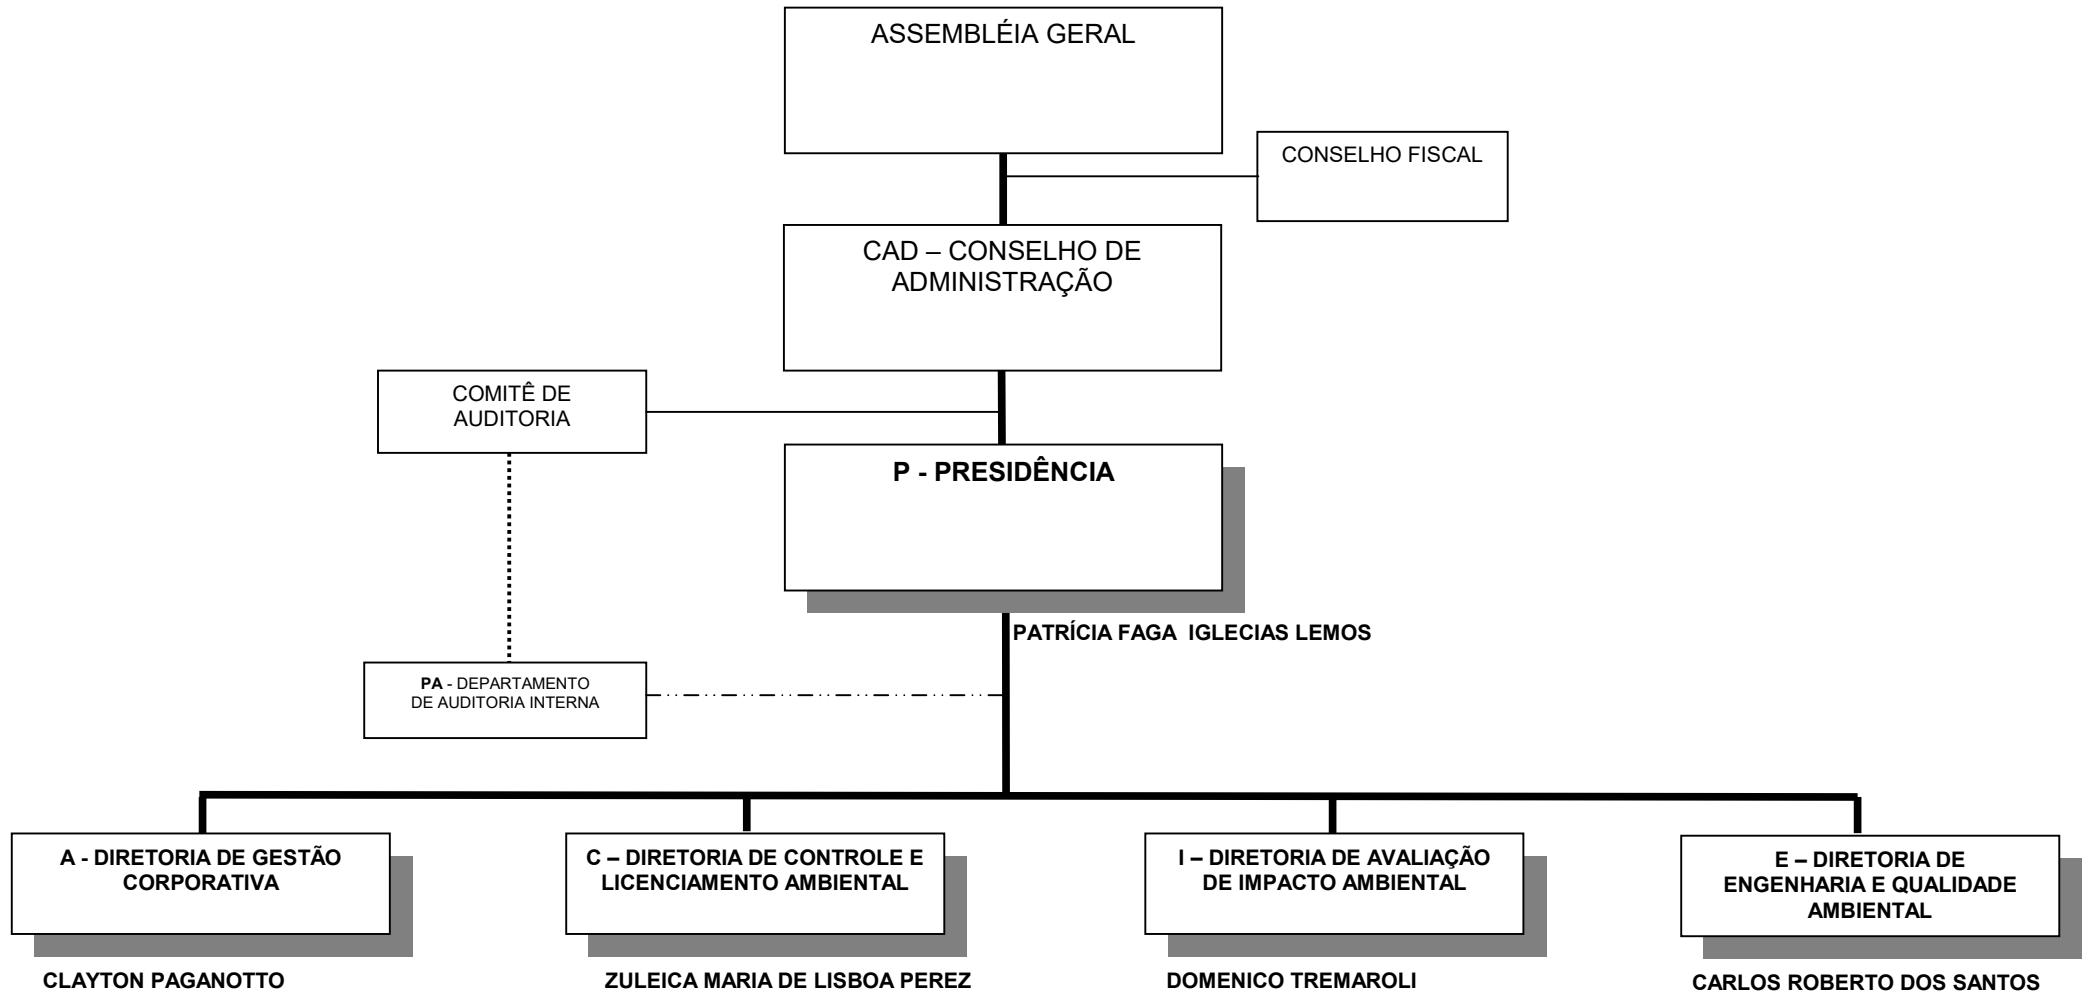 ASSEMBLÉIA GERAL
CONSELHO FISCAL
CAD – CONSELHO DE
ADMINISTRAÇÃO
COMITÊ DE
AUDITORIA
P - PRESIDÊNCIA
PATRÍCIA FAGA  IGLECIAS LEMOS
PA - DEPARTAMENTO
DE AUDITORIA INTERNA
A - DIRETORIA DE GESTÃO
CORPORATIVA
CLAYTON PAGANOTTO
C – DIRETORIA DE CONTROLE E
LICENCIAMENTO AMBIENTAL
ZULEICA MARIA DE LISBOA PEREZ
I – DIRETORIA DE AVALIAÇÃO
DE IMPACTO AMBIENTAL
DOMENICO TREMAROLI
E – DIRETORIA DE
ENGENHARIA E QUALIDADE
AMBIENTAL
CARLOS ROBERTO DOS SANTOS